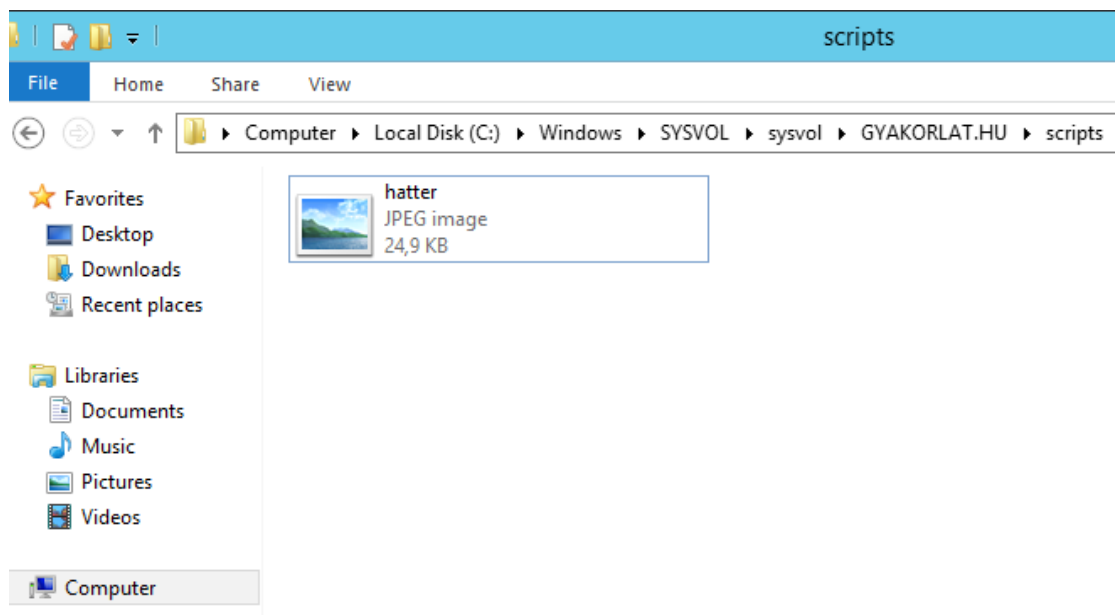 scripts
File Home Share View
Computer Local Disk (C:) Windows SYSVOL sysvol GYAKORLAT.HU scripts
Favorites
Desktop
Downloads
Recent places
Libraries
Documents
Music
Pictures
Videos
Computer
hatter
JPEG image
24,9 KB